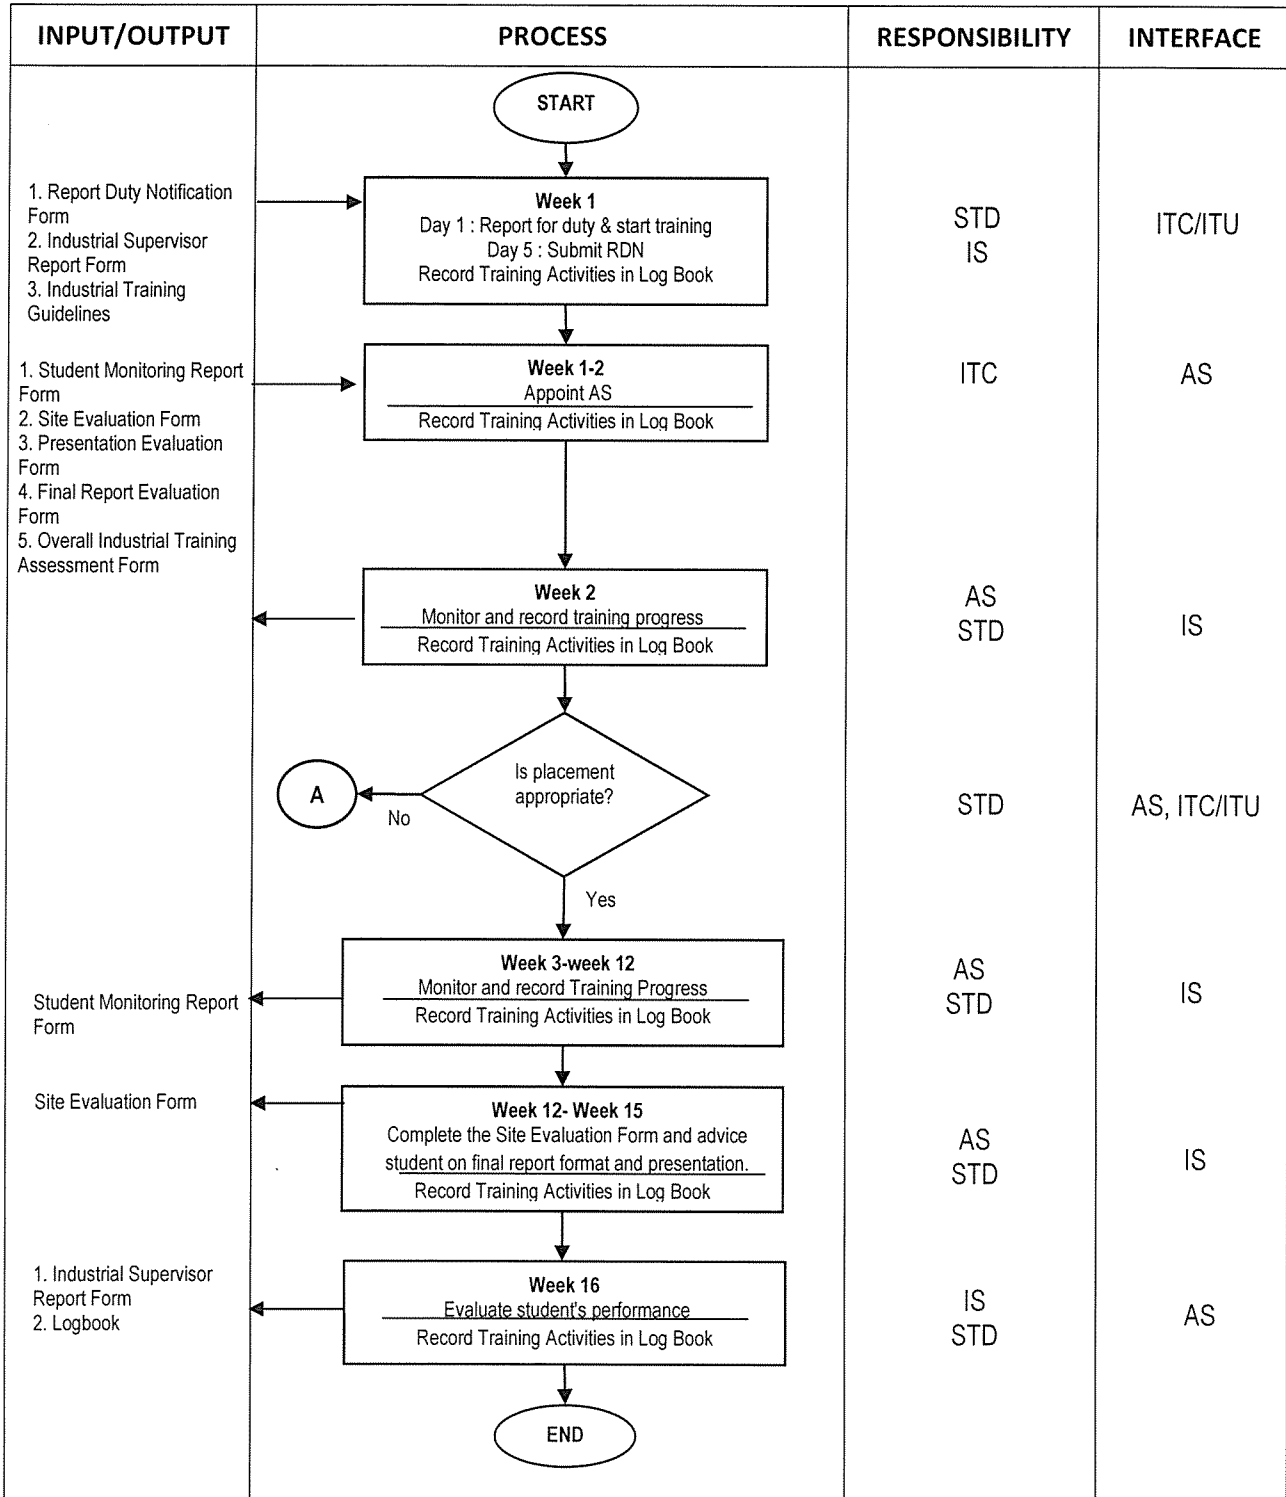 INPUT/OUTPUT
PROCESS
RESPONSIBILITY
INTERFACE
START
1. Report Duty Notification
Form
2. Industrial Supervisor
Report Form
3. Industrial Training
Guidelines
Week 1
Day 1 : Report for duty & start training
Day 5 : Submit RDN
Record Training Activities in Log Book
STD
IS
ITC/ITU
1. Student Monitoring Report
Form
2. Site Evaluation Form
3. Presentation Evaluation
Form
4. Final Report Evaluation
Form
5. Overall Industrial Training
Assessment Form
Week 1-2
Appoint AS
Record Training Activities in Log Book
ITC
AS
Week 2
Monitor and record training progress
Record Training Activities in Log Book
AS
STD
IS
Is placement
appropriate?
A
No
Yes
STD
AS, ITC/ITU
Student Monitoring Report
Form
Week 3-week 12
Monitor and record Training Progress
Record Training Activities in Log Book
AS
STD
IS
Site Evaluation Form
Week 12- Week 15
Complete the Site Evaluation Form and advice
student on final report format and presentation.
Record Training Activities in Log Book
AS
STD
IS
1. Industrial Supervisor
Report Form
2. Logbook
Week 16
Evaluate student's performance
Record Training Activities in Log Book
IS
STD
AS
END